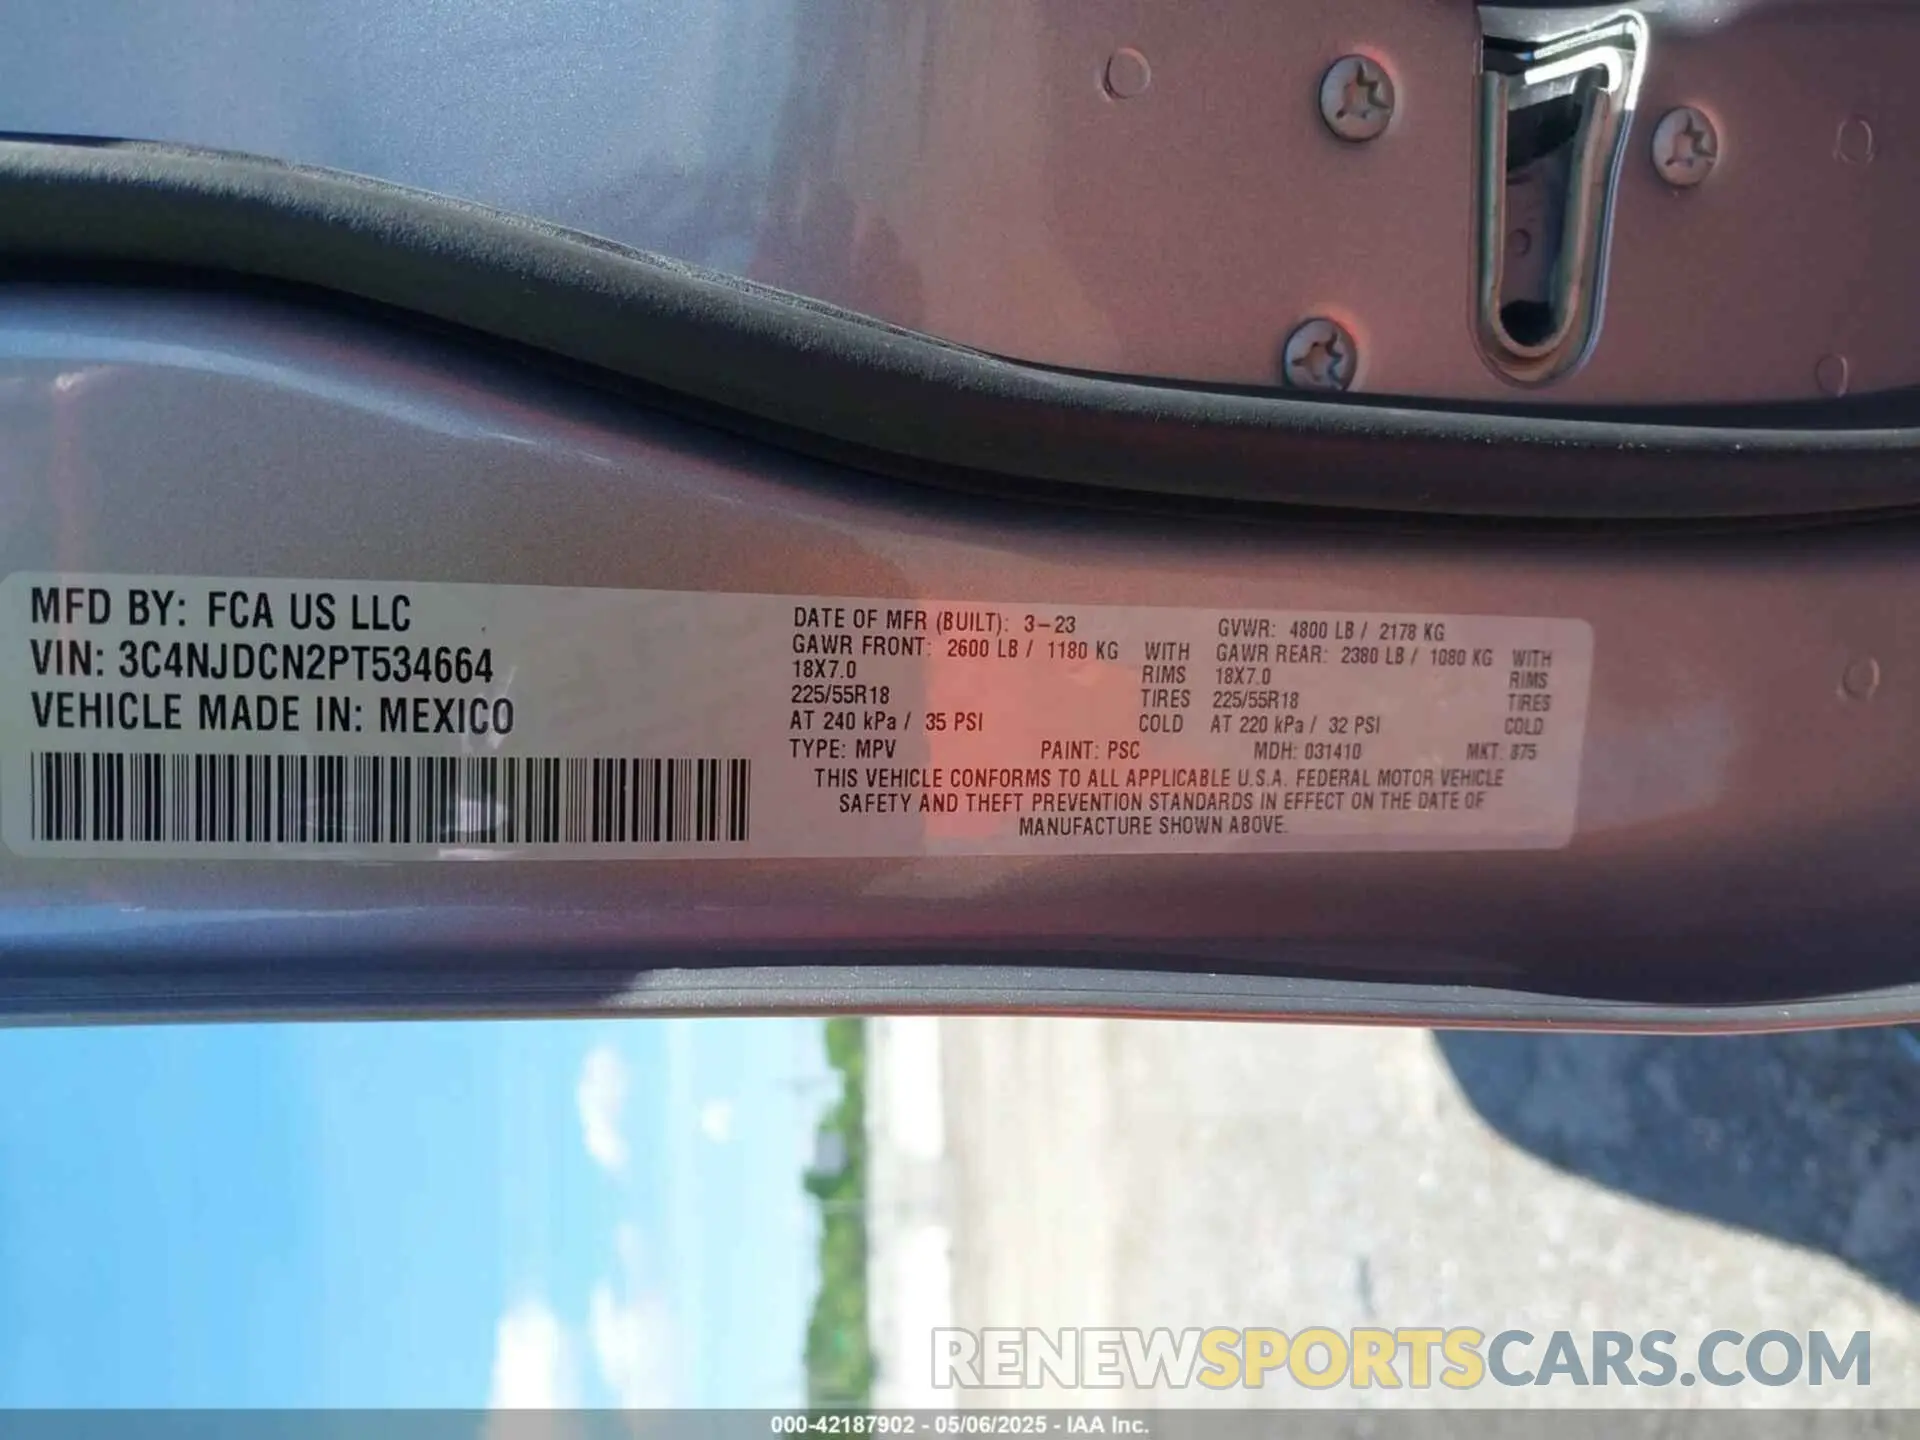 MFD BY: FCA US LLC
VIN: 3C4NJDCN2PT534664
VEHICLE MADE IN: MEXICO
DATE OF MFR (BUILT): 3-23 GVWR: 4800 LB / 2178 KG
GAWR FRONT: 2600 LB / 1180 KG WITH GAWR REAR: 2380 LB / 1080 KG WITH
18X7.0 RIMS 18X7.0 RIMS
225/55R18 TIRES 225/55R18 TIRES
AT 240 kPa / 35 PSI COLD AT 220 kPa / 32 PSI COLD
TYPE: MPV PAINT: PSC MDH: 031410 MKT: 875
THIS VEHICLE CONFORMS TO ALL APPLICABLE U.S.A. FEDERAL MOTOR VEHICLE
SAFETY AND THEFT PREVENTION STANDARDS IN EFFECT ON THE DATE OF
MANUFACTURE SHOWN ABOVE.
RENEWSPORTSCARS.COM
000-42187902 - 05/06/2025 - IAA Inc.